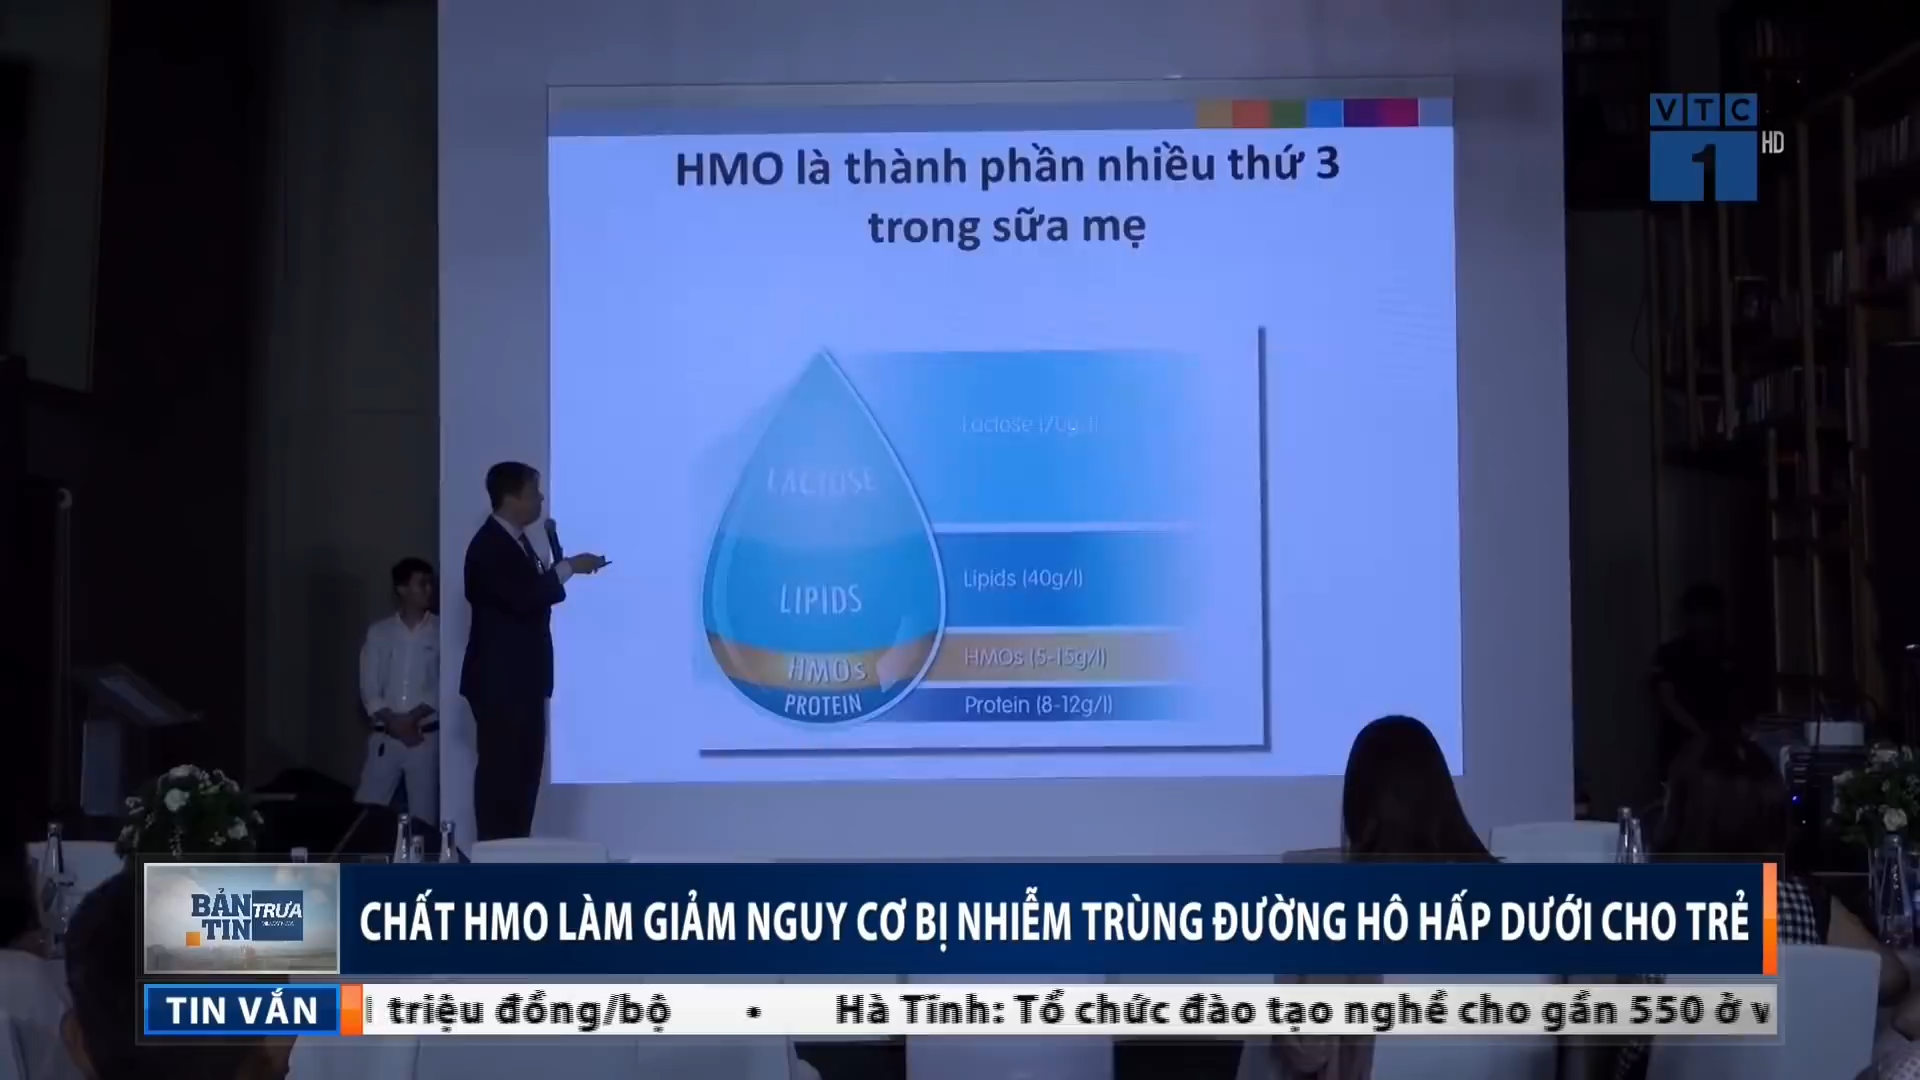 VTC
1 HD
HMO là thành phần nhiều thứ 3
trong sữa mẹ
Lactose (70g/l)
LACTOSE
LIPIDS
Lipids (40g/l)
HMOs
HMOs (5-15g/l)
PROTEIN
Protein (8-12g/l)
BẢN TIN TRƯA
CHẤT HMO LÀM GIẢM NGUY CƠ BỊ NHIỄM TRÙNG ĐƯỜNG HÔ HẤP DƯỚI CHO TRẺ
TIN VẮN
triệu đồng/bộ • Hà Tĩnh: Tổ chức đào tạo nghề cho gần 550 ở v